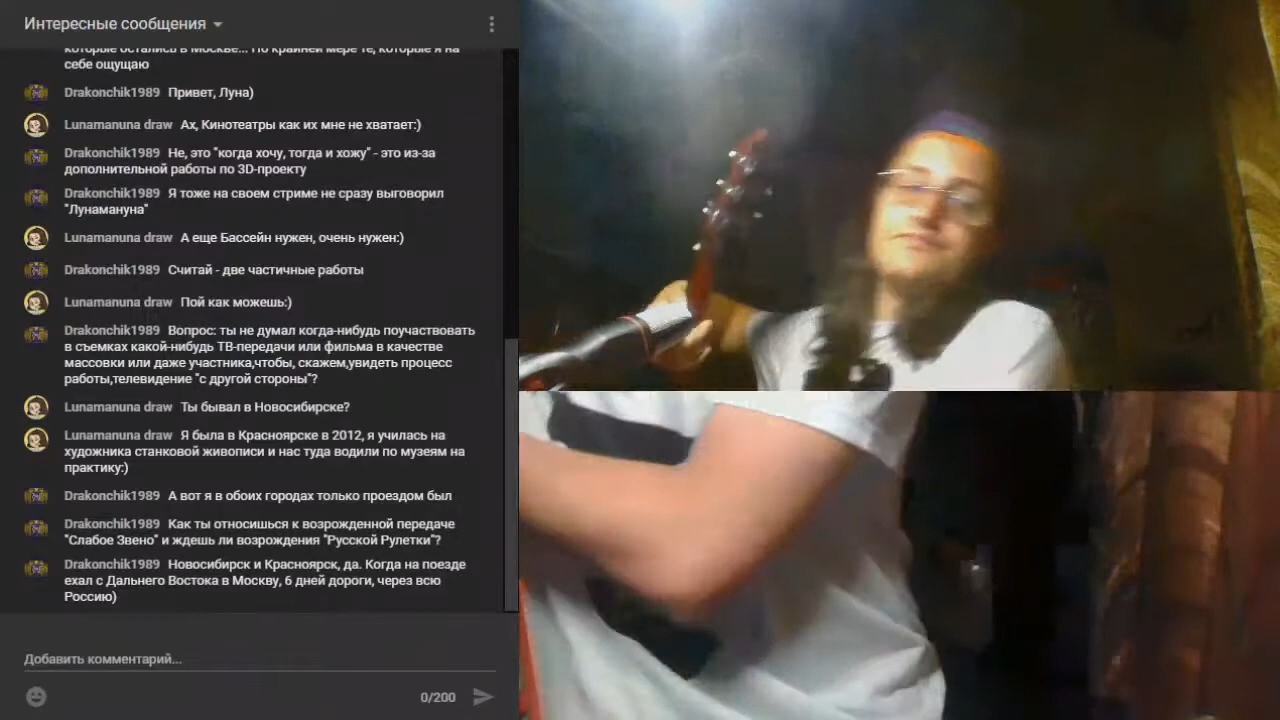 Интересные сообщения
которые остались в Москве... По крайней мере те, которые я на
себе ощущаю
Drakonchik1989 Привет, Луна)
Lunamanuna draw Ах, Кинотеатры как их мне не хватает:)
Drakonchik1989 Не, это "когда хочу, тогда и хожу" - это из-за
дополнительной работы по 3D-проекту
Drakonchik1989 Я тоже на своем стриме не сразу выговорил
"Лунамануна"
Lunamanuna draw А еще Бассейн нужен, очень нужен:)
Drakonchik1989 Считай - две частичные работы
Lunamanuna draw Пой как можешь:)
Drakonchik1989 Вопрос: ты не думал когда-нибудь поучаствовать
в съемках какой-нибудь ТВ-передачи или фильма в качестве
массовки или даже участника,чтобы, скажем,увидеть процесс
работы,телевидение "с другой стороны"?
Lunamanuna draw Ты бывал в Новосибирске?
Lunamanuna draw Я была в Красноярске в 2012, я училась на
художника станковой живописи и нас туда водили по музеям на
практику:)
Drakonchik1989 А вот я в обоих городах только проездом был
Drakonchik1989 Как ты относишься к возрожденной передаче
"Слабое Звено" и ждешь ли возрождения "Русской Рулетки"?
Drakonchik1989 Новосибирск и Красноярск, да. Когда на поезде
ехал с Дальнего Востока в Москву, 6 дней дороги, через всю
Россию)
Добавить комментарий...
0/200